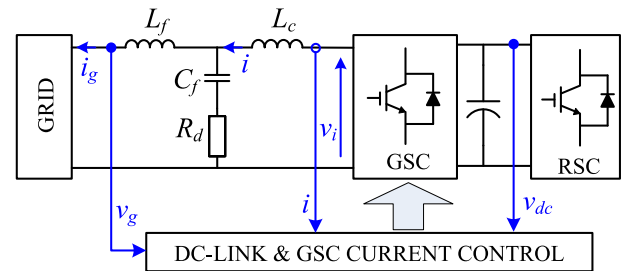 L_f
L_c
i_g
i
C_f
GRID
R_d
v_i
GSC
RSC
v_g
i
v_dc
DC-LINK & GSC CURRENT CONTROL